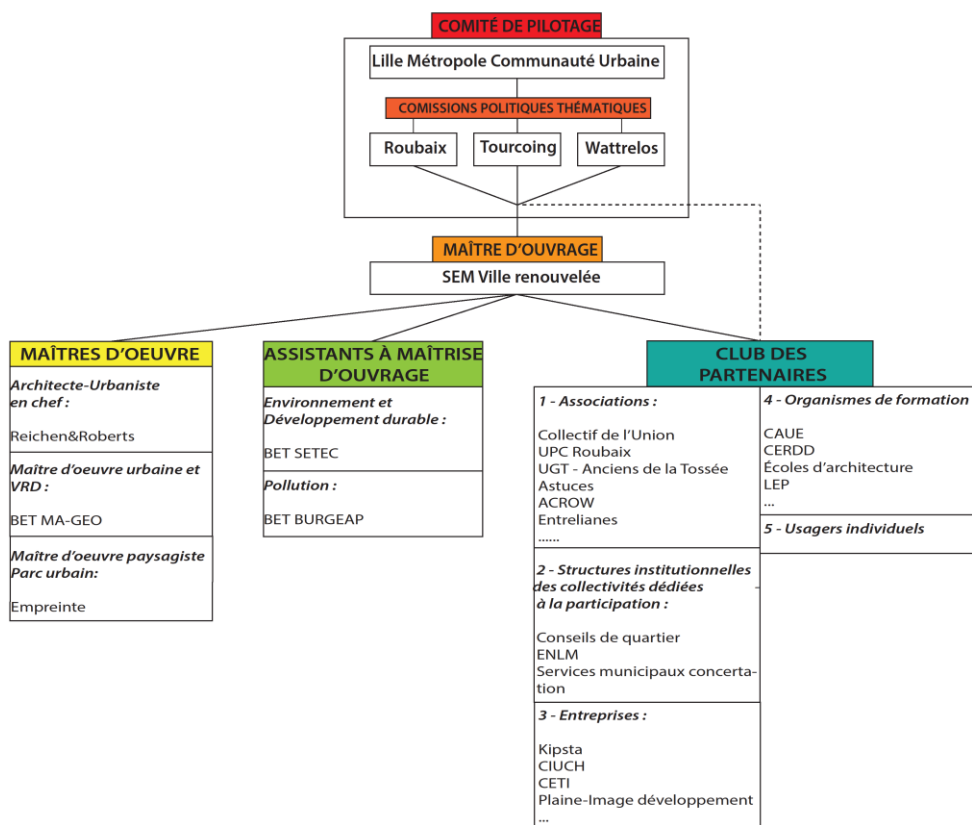 COMITÉ DE PILOTAGE
Lille Métropole Communauté Urbaine
COMISSIONS POLITIQUES THÉMATIQUES
Roubaix
Tourcoing
Wattrelos
MAÎTRE D'OUVRAGE
SEM Ville renouvelée
MAÎTRES D'OEUVRE
Architecte-Urbaniste
en chef :
Reichen&Roberts
Maître d'oeuvre urbaine et
VRD :
BET MA-GEO
Maître d'oeuvre paysagiste
Parc urbain:
Empreinte
ASSISTANTS À MAÎTRISE
D'OUVRAGE
Environnement et
Développement durable :
BET SETEC
Pollution :
BET BURGEAP
CLUB DES
PARTENAIRES
1 - Associations :
Collectif de l'Union
UPC Roubaix
UGT - Anciens de la Tossée
Astuces
ACROW
Entrelianes
......
2 - Structures institutionnelles
des collectivités dédiées
à la participation :
Conseils de quartier
ENLM
Services municipaux concerta-
tion
3 - Entreprises :
Kipsta
CIUCH
CETI
Plaine-Image développement
...
4 - Organismes de formation
CAUE
CERDD
Écoles d'architecture
LEP
...
5 - Usagers individuels